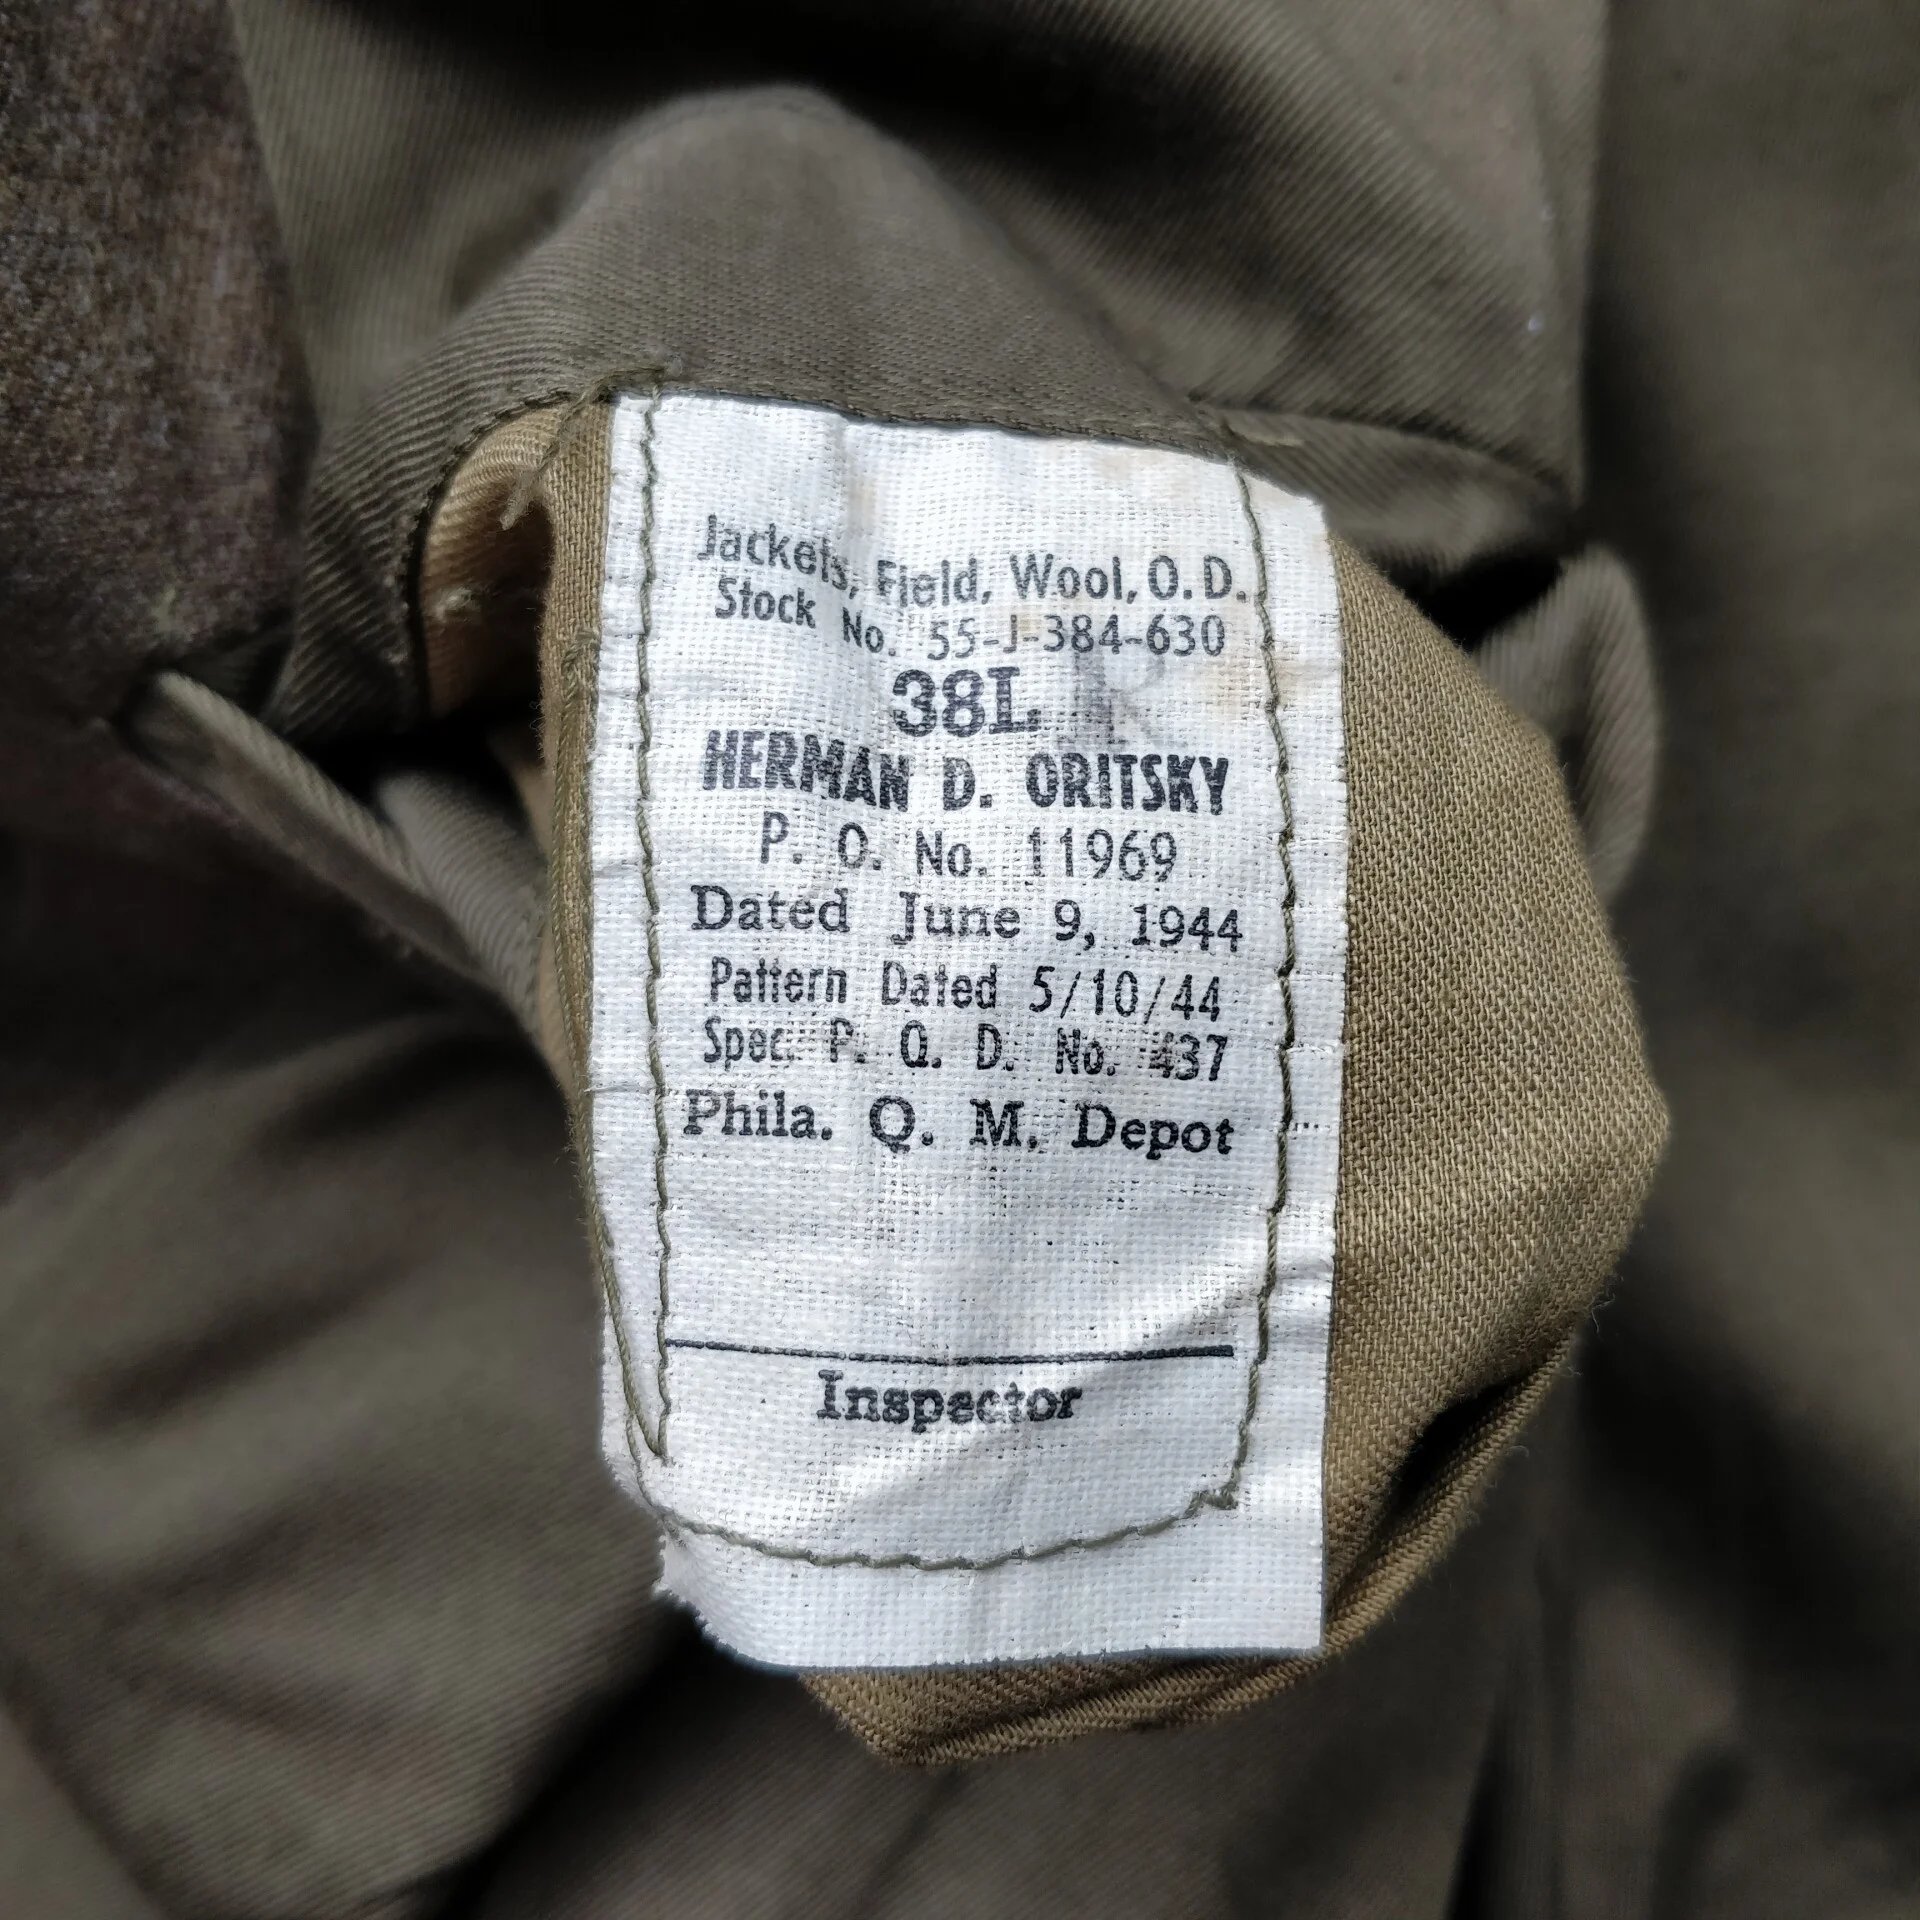 Jackets, Field, Wool, O. D.
Stock No. 55-J-384-630
38L
HERMAN D. ORITSKY
P. O. No. 11969
Dated June 9, 1944
Pattern Dated 5/10/44
Spec. P. Q. D. No. 437
Phila. Q. M. Depot
Inspector